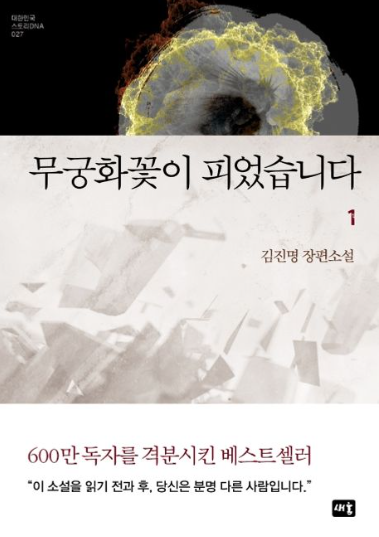 대한민국
스토리DNA
027
무궁화꽃이 피었습니다
1
김진명 장편소설
600만 독자를 격분시킨 베스트셀러
“이 소설을 읽기 전과 후, 당신은 분명 다른 사람입니다.”
새움